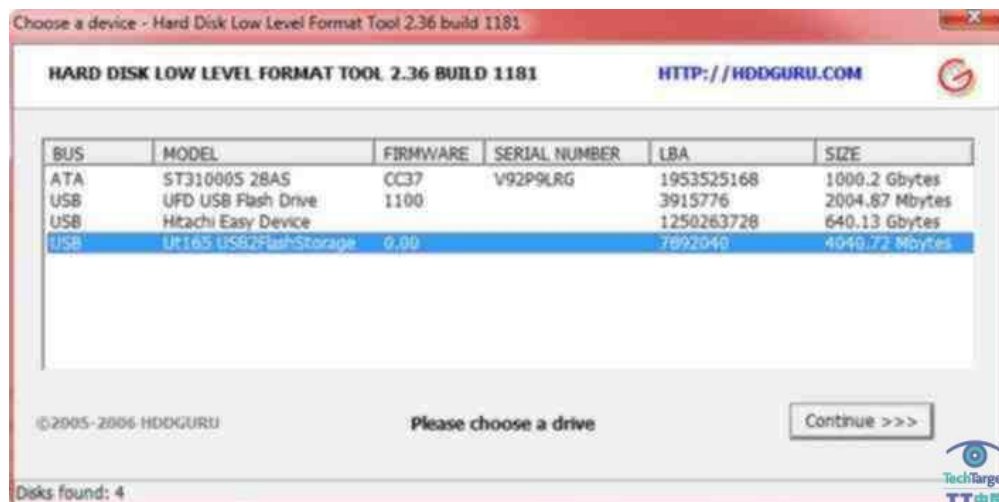 Choose a device - Hard Disk Low Level Format Tool 2.36 build 1181
HARD DISK LOW LEVEL FORMAT TOOL 2.36 BUILD 1181 HTTP://HDDGURU.COM
BUS MODEL FIRMWARE SERIAL NUMBER LBA SIZE
ATA ST310005 28AS CC37 V92P9LRG 1953525168 1000.2 Gbytes
USB UFD USB Flash Drive 1100 3915776 2004.87 Mbytes
USB Hitachi Easy Device 1250263728 640.13 Gbytes
USB Ut165 USB2FlashStorage 0.00 7892040 4040.72 Mbytes
©2005-2006 HDDGURU Please choose a drive Continue >>>
Disks found: 4
TechTarge